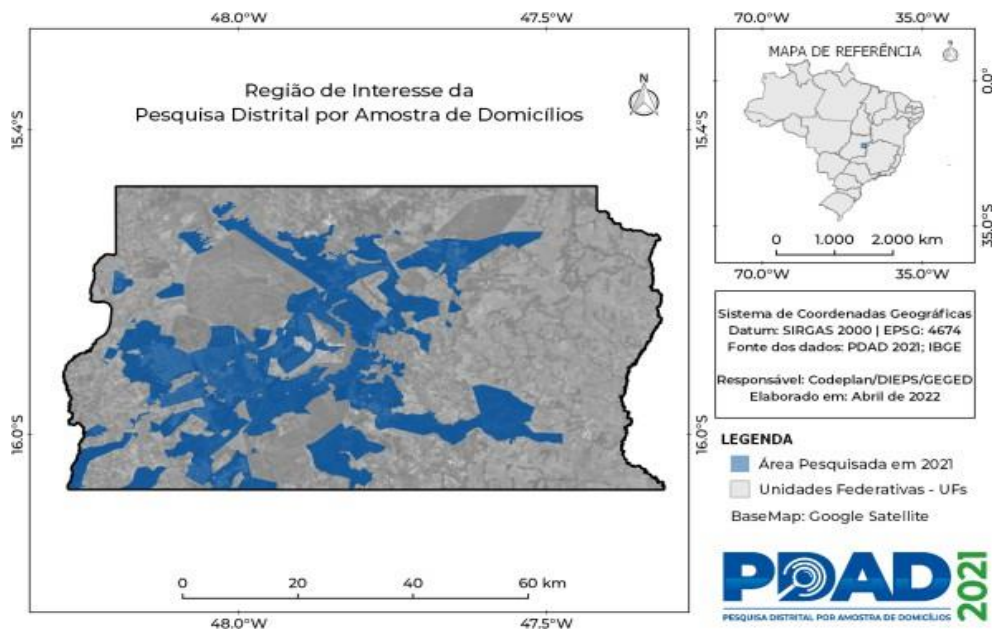 48.0°W
47.5°W
70.0°W
35.0°W
Região de Interesse da
Pesquisa Distrital por Amostra de Domicílios
N
15.4°S
15.4°S
16.0°S
16.0°S
MAPA DE REFERÊNCIA
0.0°
35.0°S
0 1.000 2.000 km
70.0°W
35.0°W
Sistema de Coordenadas Geográficas
Datum: SIRGAS 2000 | EPSG: 4674
Fonte dos dados: PDAD 2021; IBGE
Responsável: Codeplan/DIEPS/GEGED
Elaborado em: Abril de 2022
LEGENDA
Área Pesquisada em 2021
Unidades Federativas - UFs
BaseMap: Google Satellite
0 20 40 60 km
48.0°W
47.5°W
PDAD 2021
PESQUISA DISTRITAL POR AMOSTRA DE DOMICÍLIOS